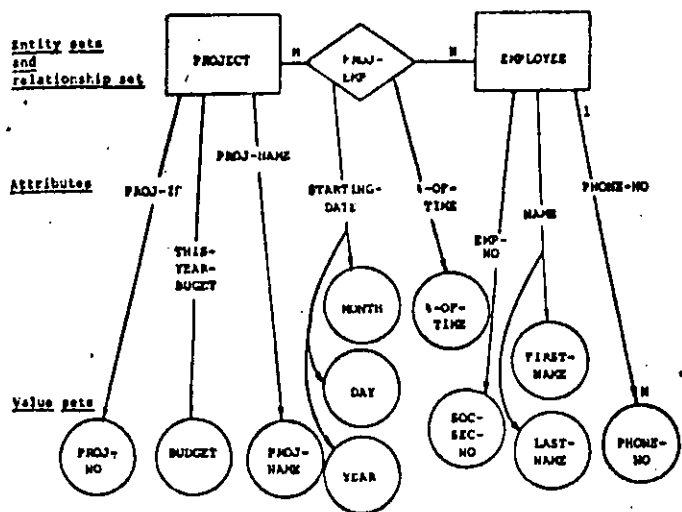 Entity sets
and
relationship set
PROJECT
M
PROJ-
EMP
N
EMPLOYEE
1
Attributes
PROJ-NAME
STARTING-
DATE
%-OF-
TIME
NAME
PHONE-NO
EMP-
NO
THIS-
YEAR-
BUGET
MONTH
%-OF-
TIME
FIRST-
NAME
DAY
Value sets
N
PROJ-
NO
BUDGET
PROJ-
NAME
YEAR
SOC-
SEC-
NO
LAST-
NAME
PHONE-
NO